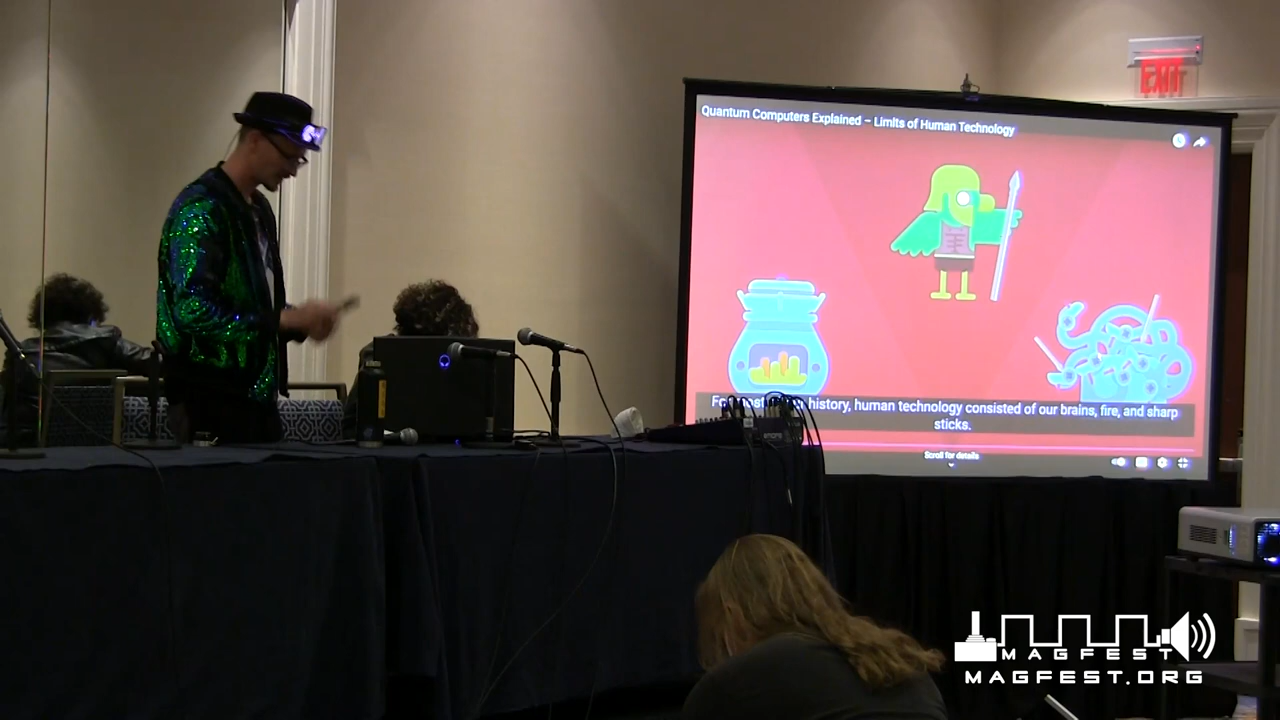 EXIT
Quantum Computers Explained – Limits of Human Technology
history, human technology consisted of our brains, fire, and sharp
sticks.
Scroll for details
MAGFEST
MAGFEST.ORG